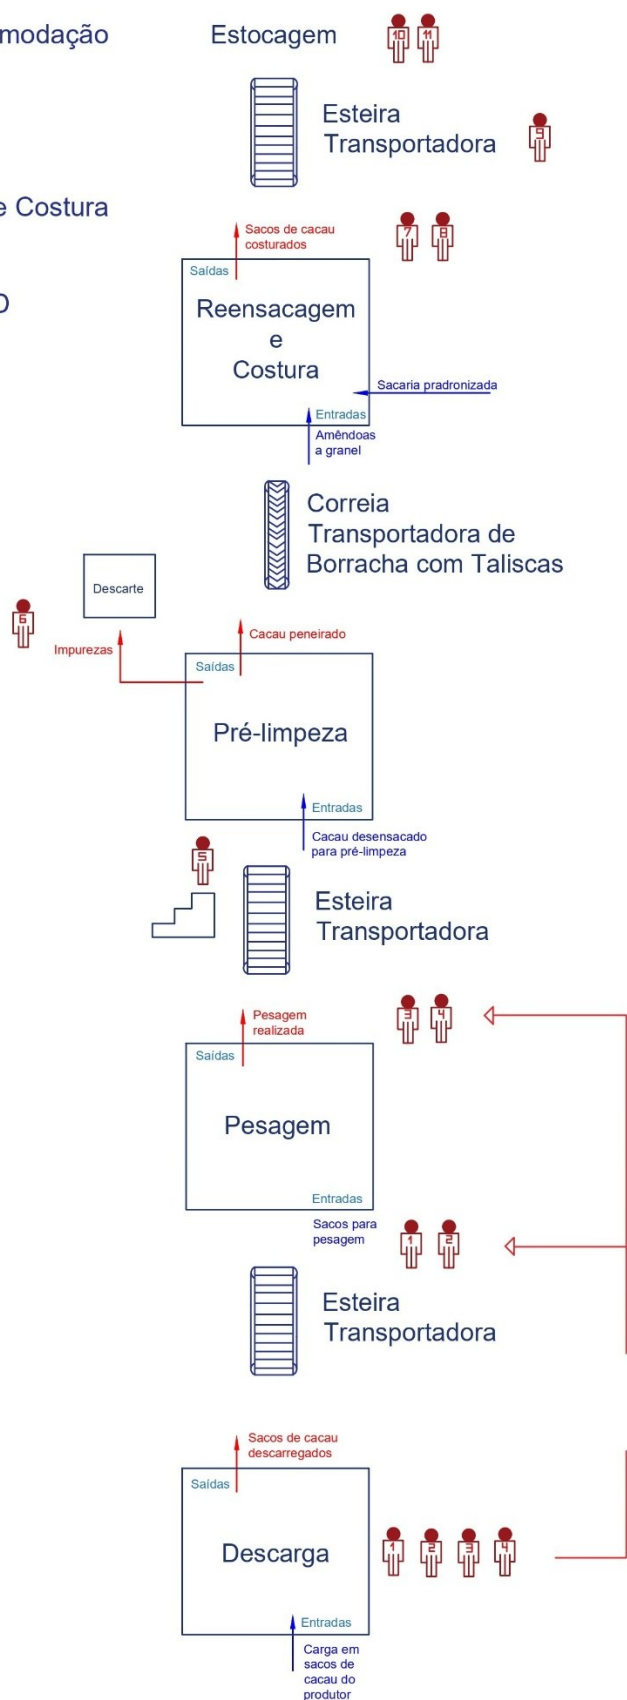 modação
Estocagem
10 11
Esteira
Transportadora
9
e Costura
Sacos de cacau
costurados
7 8
Saídas
O
Reensacagem
e
Costura
Sacaria pradronizada
Entradas
Amêndoas
a granel
Correia
Transportadora de
Borracha com Taliscas
Descarte
6
Impurezas
Cacau peneirado
Saídas
Pré-limpeza
Entradas
Cacau desensacado
para pré-limpeza
5
Esteira
Transportadora
Pesagem
realizada
3 4
Saídas
Pesagem
Entradas
Sacos para
pesagem
1 2
Esteira
Transportadora
Sacos de cacau
descarregados
Saídas
Descarga
1 2 3 4
Entradas
Carga em
sacos de
cacau do
produtor